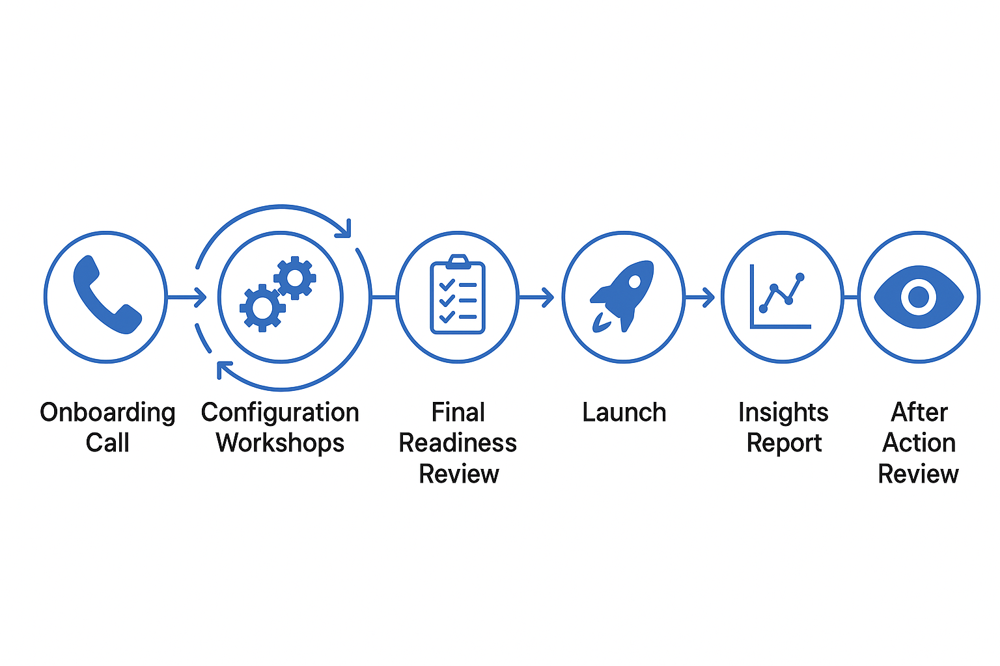 Onboarding
Call
Configuration
Workshops
Final
Readiness
Review
Launch
Insights
Report
After
Action
Review